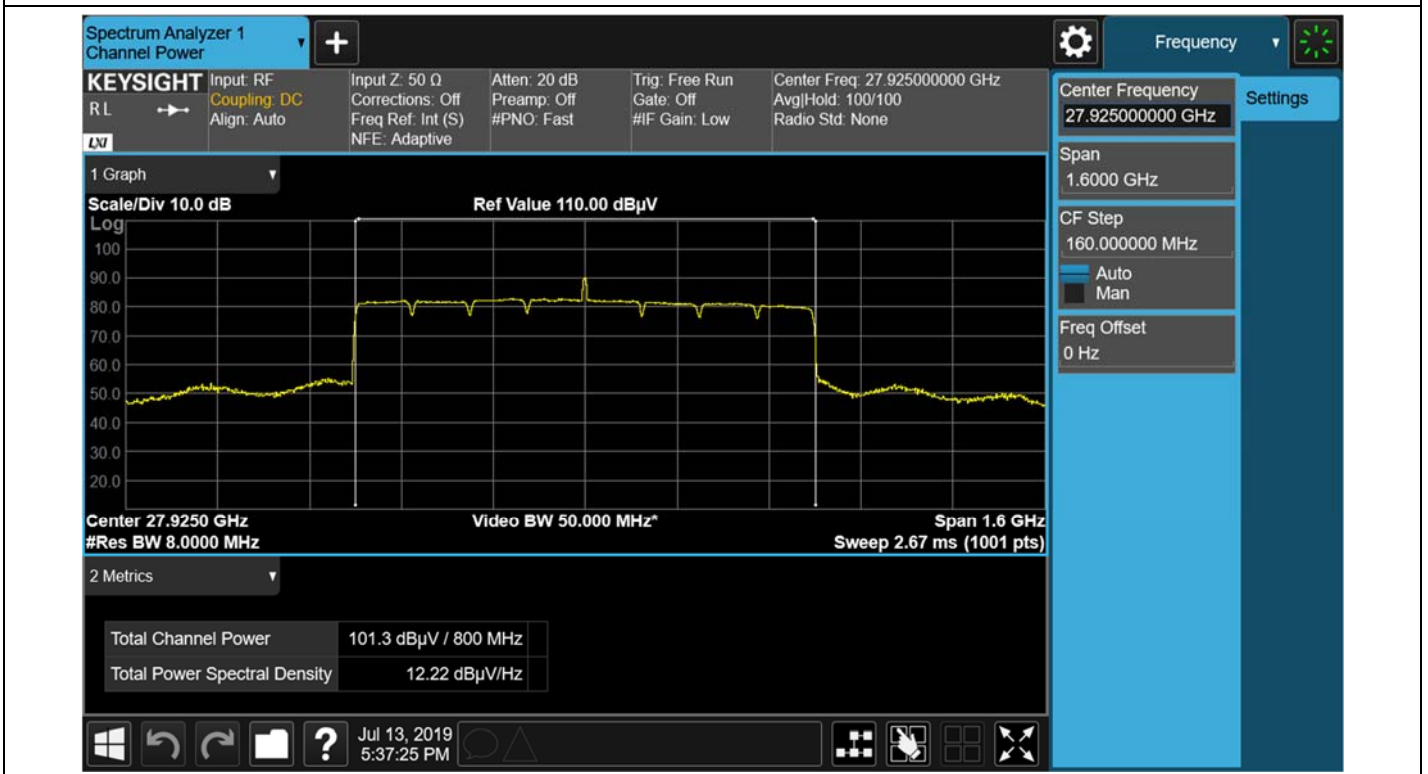 Spectrum Analyzer 1
Channel Power
+
Frequency
KEYSIGHT
R L
LXI
Input: RF
Coupling: DC
Align: Auto
Input Z: 50 Ω
Corrections: Off
Freq Ref: Int (S)
NFE: Adaptive
Atten: 20 dB
Preamp: Off
#PNO: Fast
Trig: Free Run
Gate: Off
#IF Gain: Low
Center Freq: 27.925000000 GHz
Avg|Hold: 100/100
Radio Std: None
Center Frequency
27.925000000 GHz
Settings
Span
1.6000 GHz
CF Step
160.000000 MHz
Auto
Man
Freq Offset
0 Hz
1 Graph
Scale/Div 10.0 dB
Ref Value 110.00 dBµV
Log
100
90.0
80.0
70.0
60.0
50.0
40.0
30.0
20.0
Center 27.9250 GHz
Video BW 50.000 MHz*
Span 1.6 GHz
#Res BW 8.0000 MHz
Sweep 2.67 ms (1001 pts)
2 Metrics
Total Channel Power 101.3 dBµV / 800 MHz
Total Power Spectral Density 12.22 dBµV/Hz
?
Jul 13, 2019
5:37:25 PM